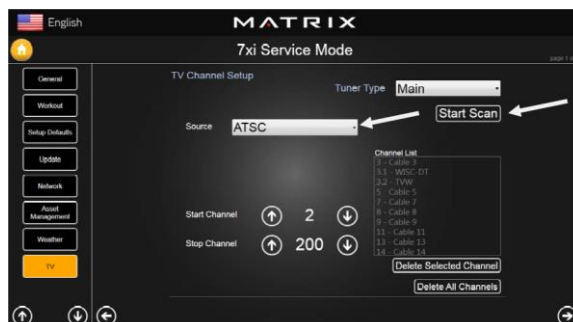 English
MATRIX
7xi Service Mode
General
Workout
Setup Defaults
Update
Network
Asset
Management
Weather
TV
TV Channel Setup
Tuner Type Main
Start Scan
Source ATSC
Channel List
3 - Cable 3
3.1 - WISC-DT
3.2 - TVW
5 - Cable 5
7 - Cable 7
8 - Cable 8
9 - Cable 9
11 - Cable 11
13 - Cable 13
14 - Cable 14
Start Channel 2
Stop Channel 200
Delete Selected Channel
Delete All Channels